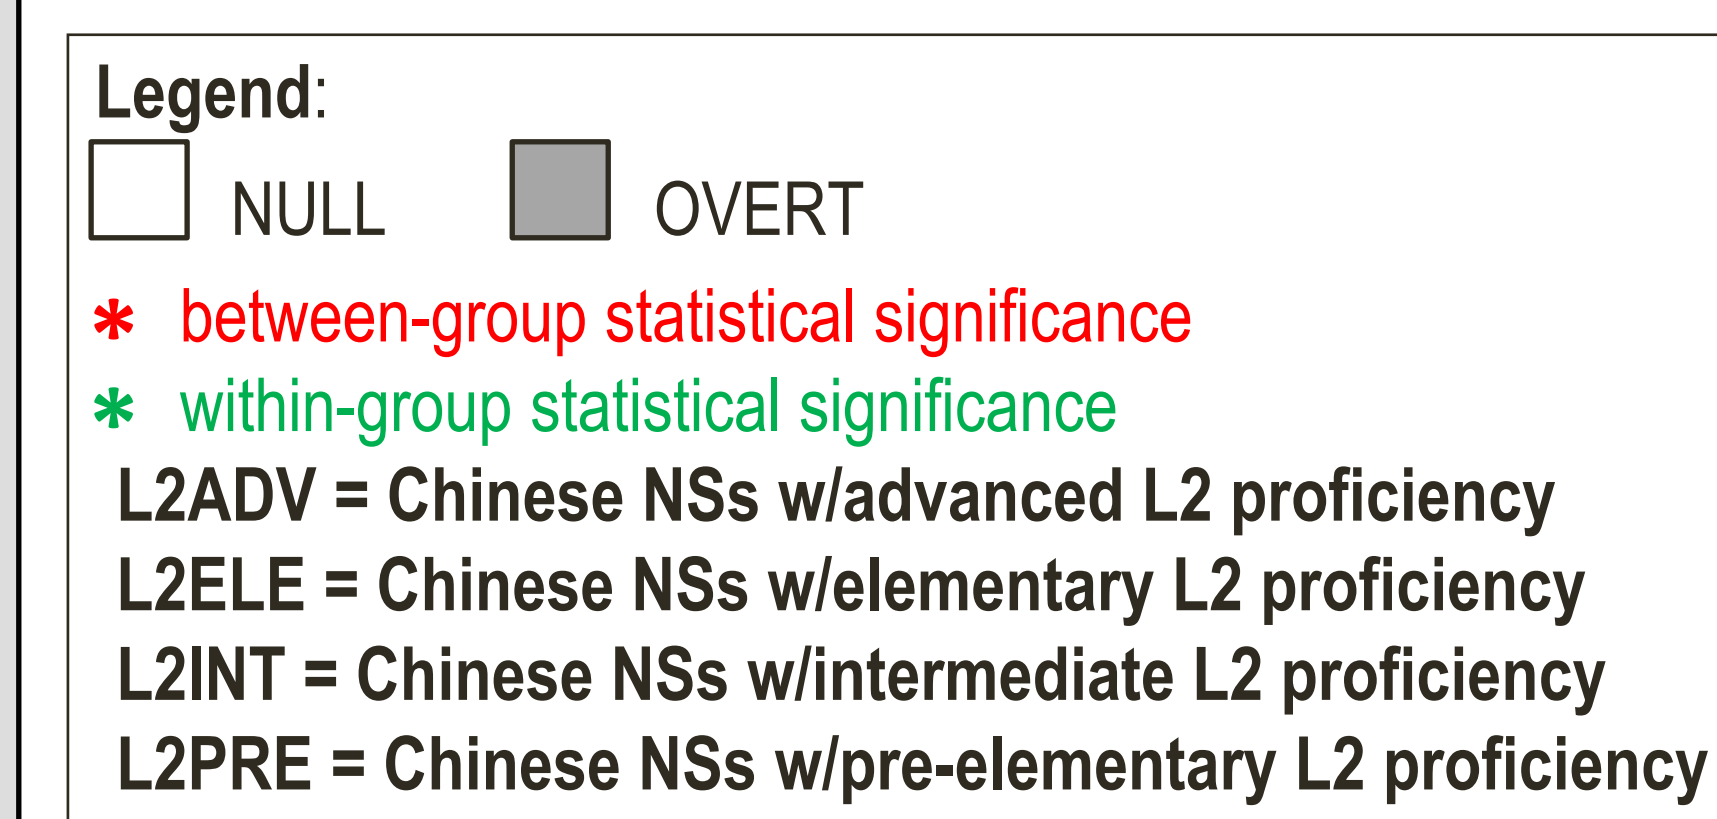 Legend:
NULL OVERT
* between-group statistical significance
* within-group statistical significance
L2ADV = Chinese NSs w/advanced L2 proficiency
L2ELE = Chinese NSs w/elementary L2 proficiency
L2INT = Chinese NSs w/intermediate L2 proficiency
L2PRE = Chinese NSs w/pre-elementary L2 proficiency